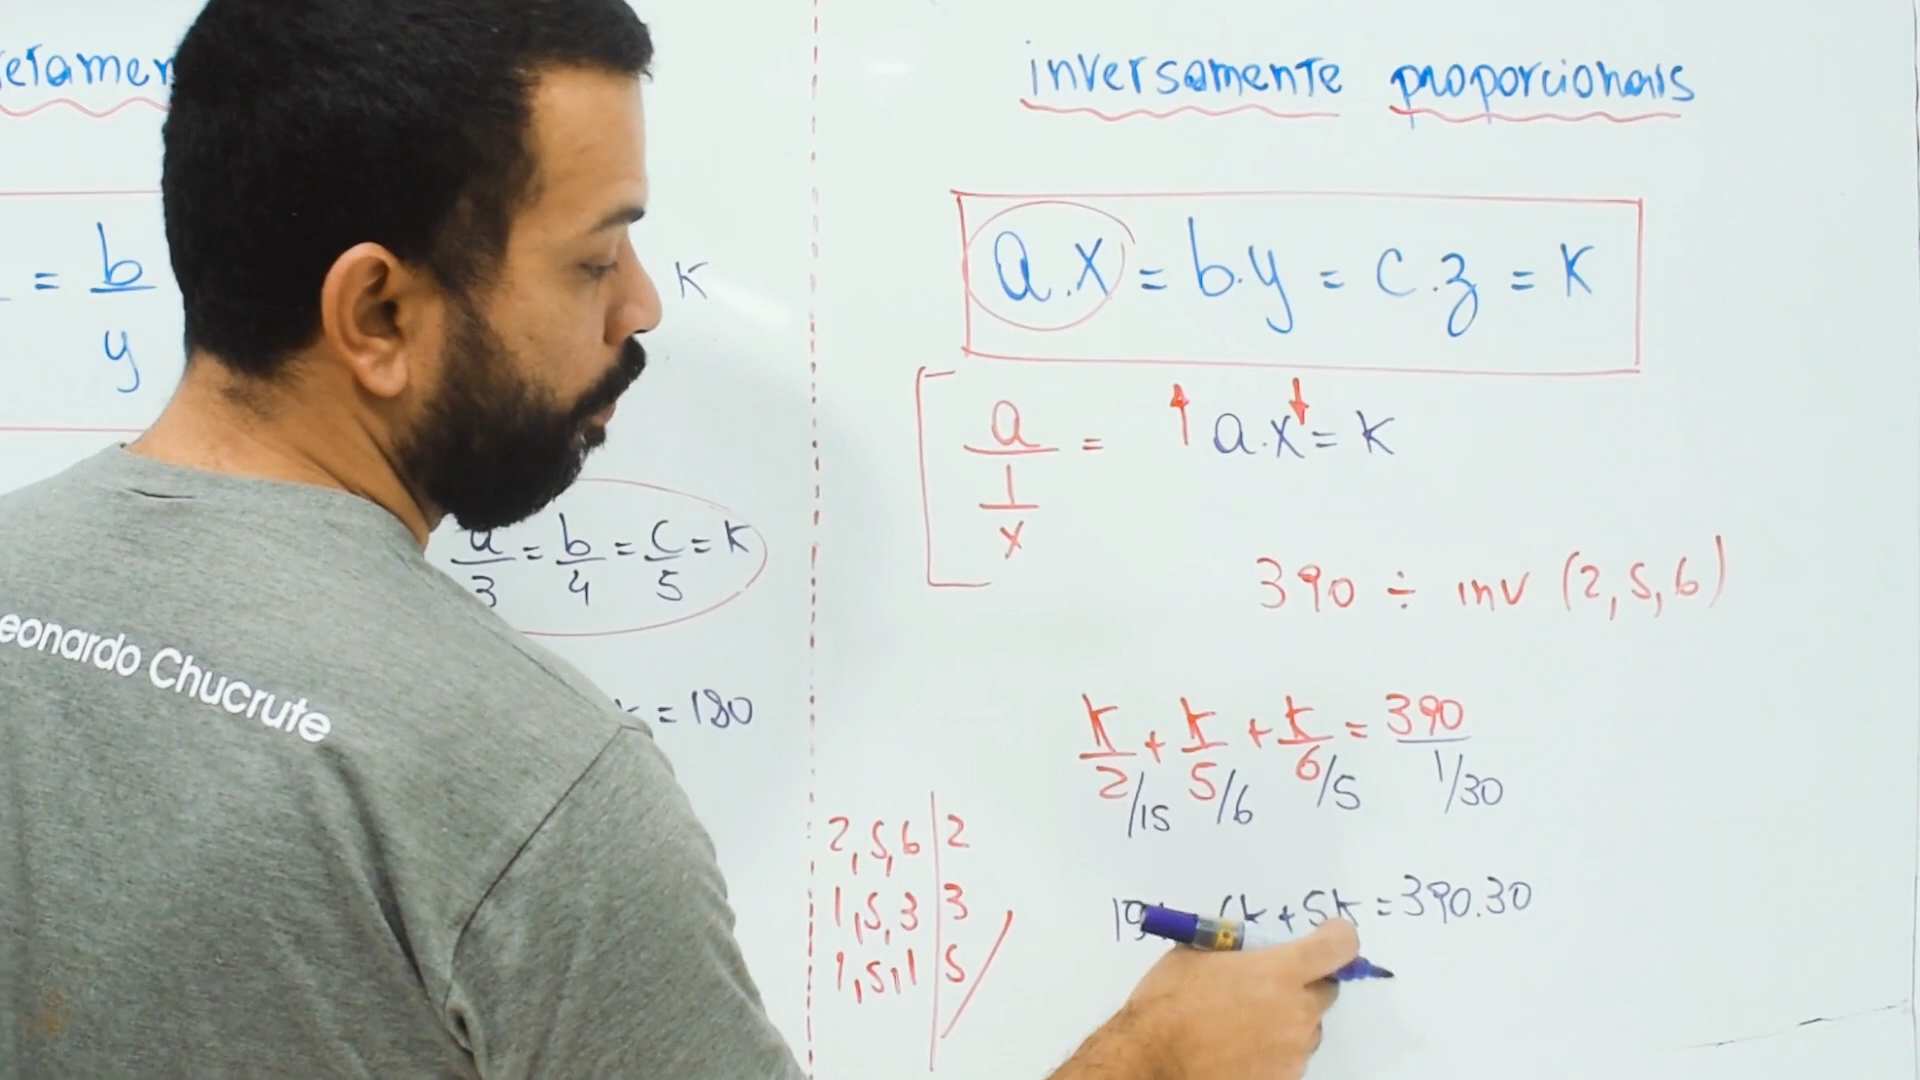 inversamente proporcionais
= b/y K
a.x = b.y = c.z = K
a/(1/x) = a.x = K
a/3 = b/4 = c/5 = K
390 ÷ inv (2, 5, 6)
eonardo Chucrute
= 180
K/2 + K/5 + K/6 = 390
/15 /6 /5 1/30
2, 5, 6 | 2
1, 5, 3 | 3
1, 5, 1 | 5
K + 5K = 390.30